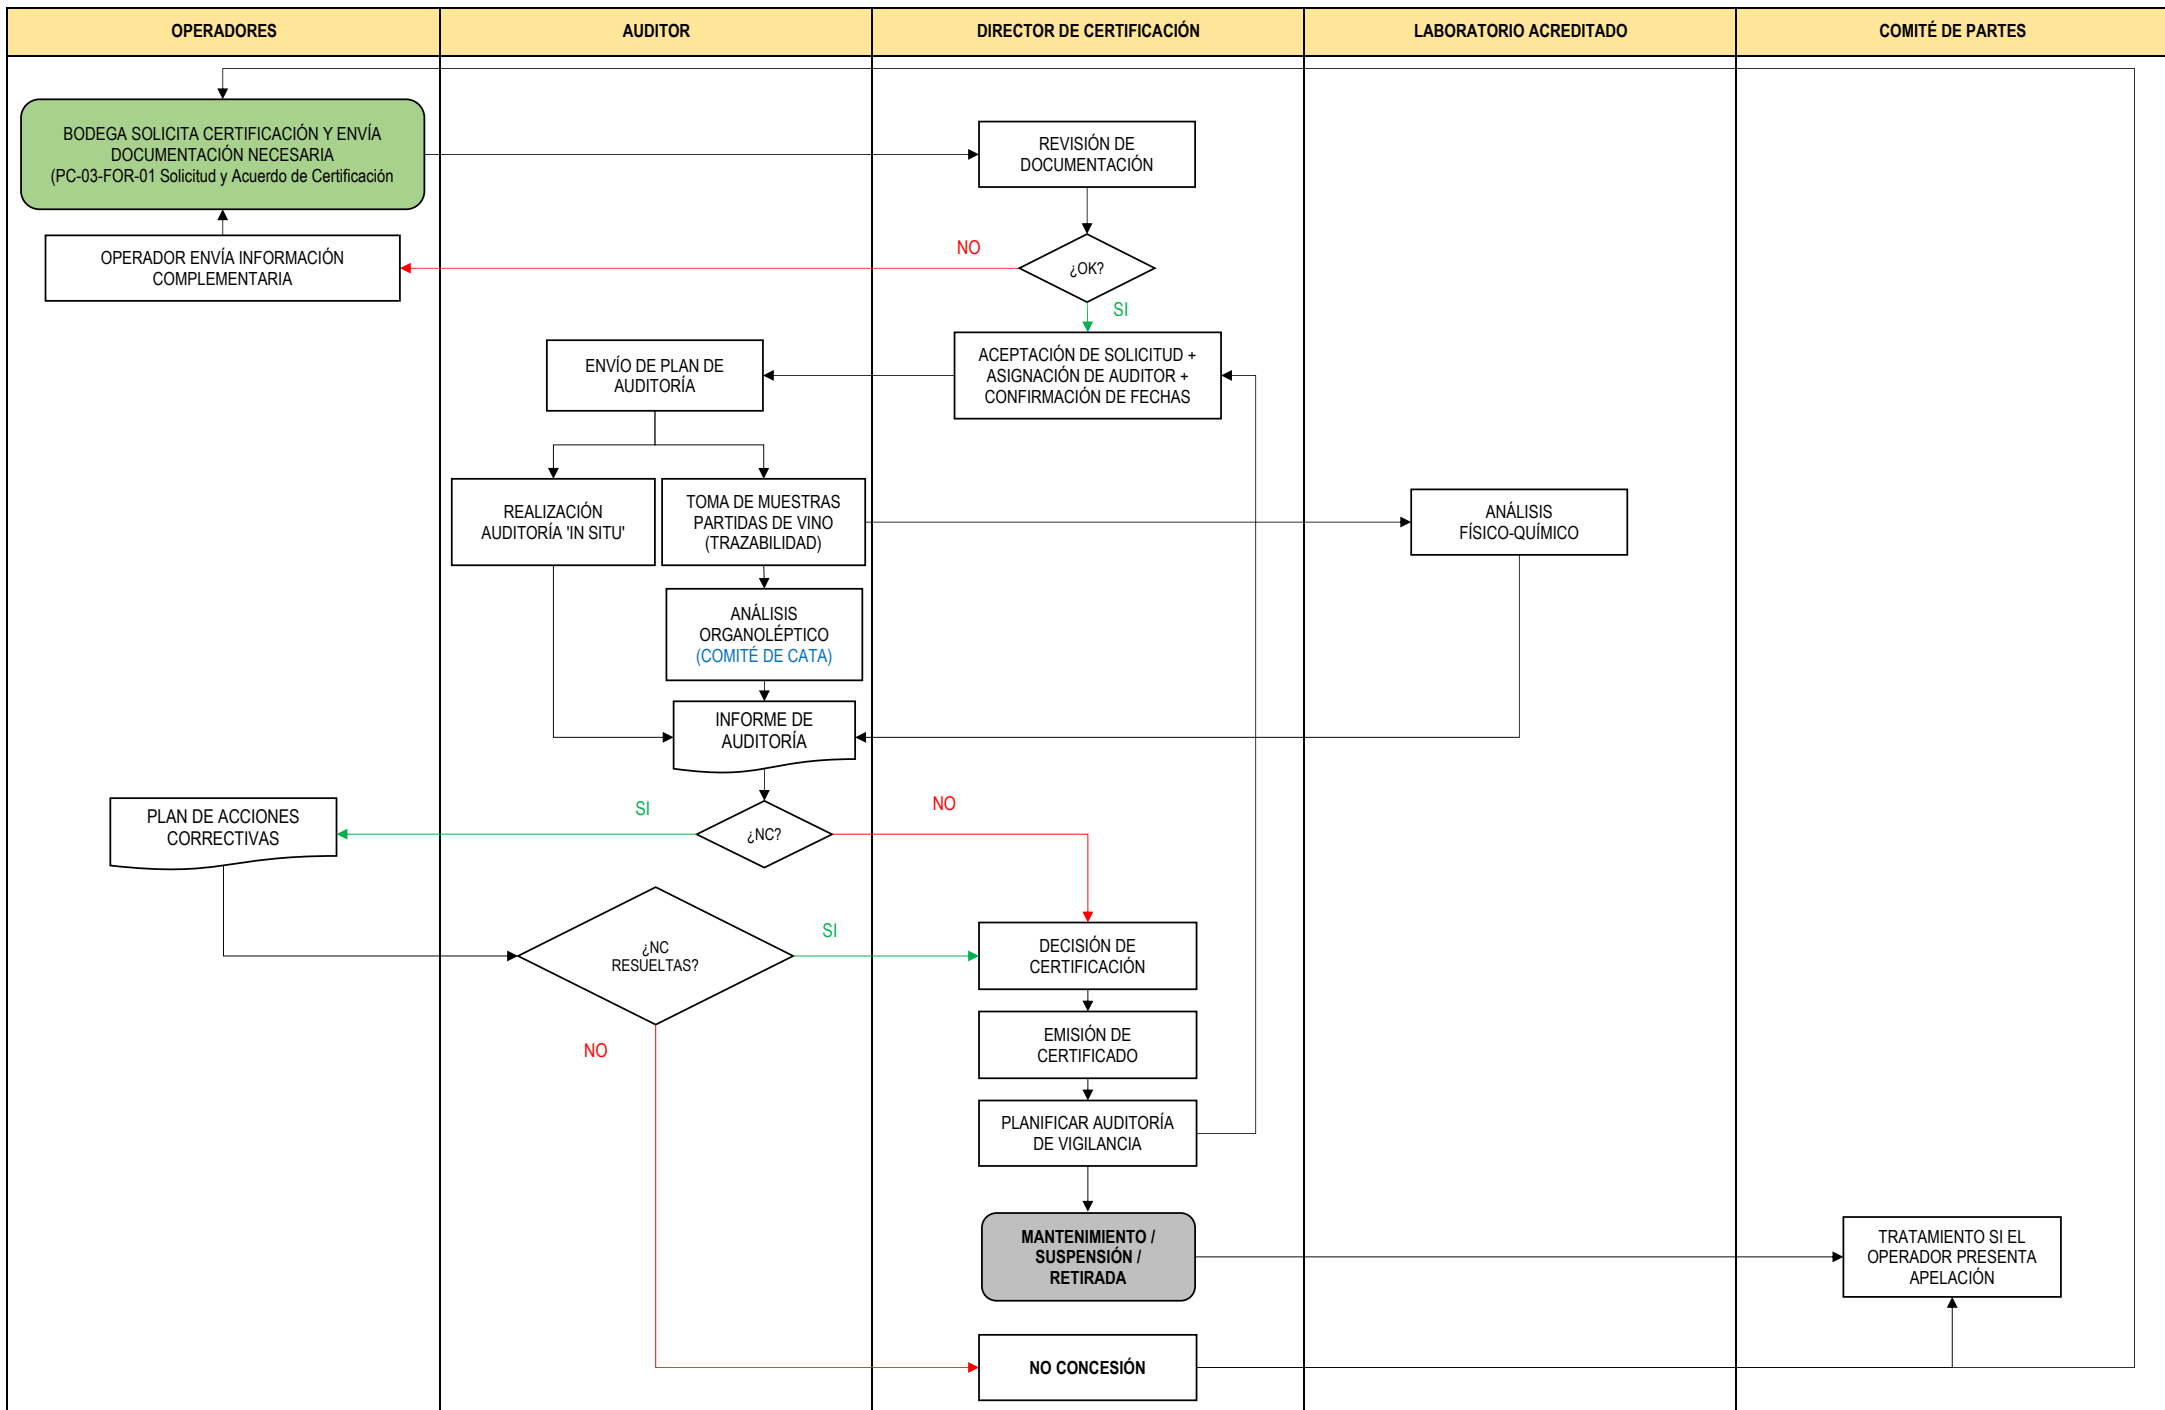 OPERADORES
AUDITOR
DIRECTOR DE CERTIFICACIÓN
LABORATORIO ACREDITADO
COMITÉ DE PARTES
BODEGA SOLICITA CERTIFICACIÓN Y ENVÍA
DOCUMENTACIÓN NECESARIA
(PC-03-FOR-01 Solicitud y Acuerdo de Certificación
REVISIÓN DE
DOCUMENTACIÓN
OPERADOR ENVÍA INFORMACIÓN
COMPLEMENTARIA
NO
¿OK?
SI
ENVÍO DE PLAN DE
AUDITORÍA
ACEPTACIÓN DE SOLICITUD +
ASIGNACIÓN DE AUDITOR +
CONFIRMACIÓN DE FECHAS
REALIZACIÓN
AUDITORÍA 'IN SITU'
TOMA DE MUESTRAS
PARTIDAS DE VINO
(TRAZABILIDAD)
ANÁLISIS
FÍSICO-QUÍMICO
ANÁLISIS
ORGANOLÉPTICO
(COMITÉ DE CATA)
INFORME DE
AUDITORÍA
PLAN DE ACCIONES
CORRECTIVAS
SI
¿NC?
NO
¿NC
RESUELTAS?
SI
DECISIÓN DE
CERTIFICACIÓN
NO
EMISIÓN DE
CERTIFICADO
PLANIFICAR AUDITORÍA
DE VIGILANCIA
MANTENIMIENTO /
SUSPENSIÓN /
RETIRADA
TRATAMIENTO SI EL
OPERADOR PRESENTA
APELACIÓN
NO CONCESIÓN